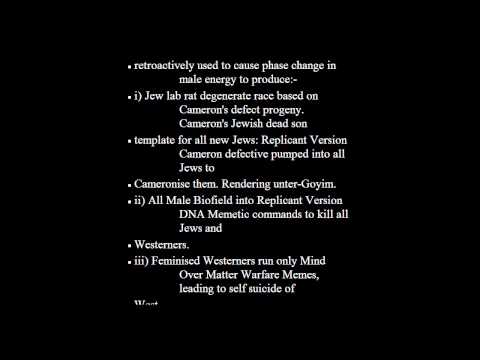 ▪ retroactively used to cause phase change in
male energy to produce:-
▪ i) Jew lab rat degenerate race based on
Cameron's defect progeny.
Cameron's Jewish dead son
▪ template for all new Jews: Replicant Version
Cameron defective pumped into all
Jews to
▪ Cameronise them. Rendering unter-Goyim.
▪ ii) All Male Biofield into Replicant Version
DNA Memetic commands to kill all
Jews and
▪ Westerners.
▪ iii) Feminised Westerners run only Mind
Over Matter Warfare Memes,
leading to self suicide of
▪ West